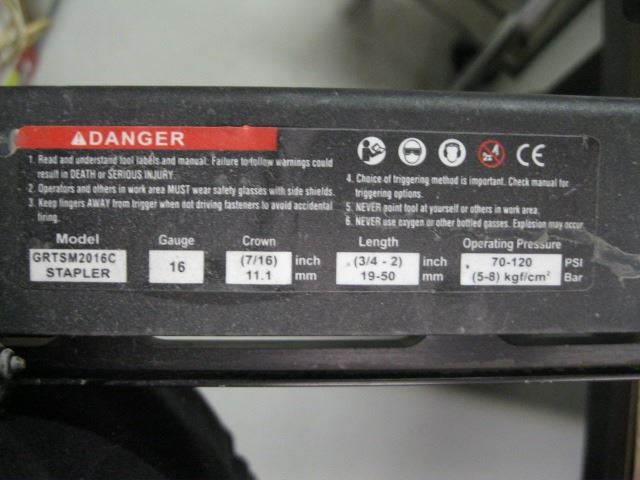 DANGER
1. Read and understand tool labels and manual. Failure to follow warnings could
result in DEATH or SERIOUS INJURY.
2. Operators and others in work area MUST wear safety glasses with side shields.
3. Keep fingers AWAY from trigger when not driving fasteners to avoid accidental
firing.
CE
4. Choice of triggering method is important. Check manual for
triggering options.
5. NEVER point tool at yourself or others in work area.
6. NEVER use oxygen or other bottled gasses. Explosion may occur
Model Gauge Crown Length Operating Pressure
GRTSM2016C 16 (7/16) inch (3/4 - 2) inch 70-120 PSI
STAPLER 11.1 mm 19-50 mm (5-8) kgf/cm² Bar